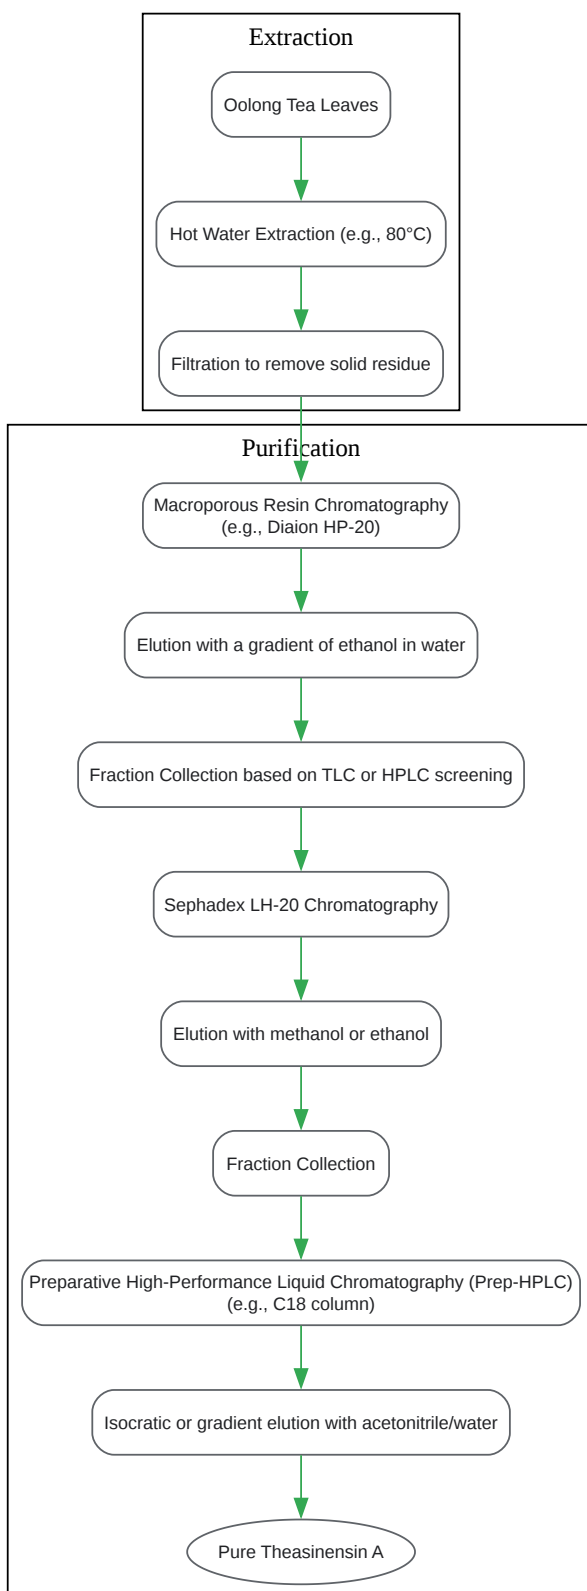 Extraction
Oolong Tea Leaves
Hot Water Extraction (e.g., 80°C)
Filtration to remove solid residue
Purification
Macroporous Resin Chromatography
(e.g., Diaion HP-20)
Elution with a gradient of ethanol in water
Fraction Collection based on TLC or HPLC screening
Sephadex LH-20 Chromatography
Elution with methanol or ethanol
Fraction Collection
Preparative High-Performance Liquid Chromatography (Prep-HPLC)
(e.g., C18 column)
Isocratic or gradient elution with acetonitrile/water
Pure Theasinensin A